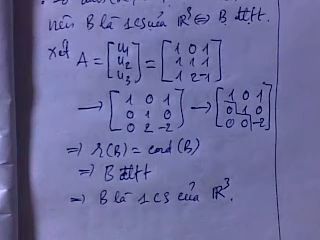 nên B là 1 cs của ℝ³ ⇔ B đltt.
xét A = [u₁ u₂ u₃] = [1 0 1; 1 1 1; 1 2 -1]
→ [1 0 1; 0 1 0; 0 2 -2] → [1 0 1; 0 1 0; 0 0 -2]
⇒ r(B) = card(B)
⇒ B đltt
⇒ B là 1 cs của ℝ³.